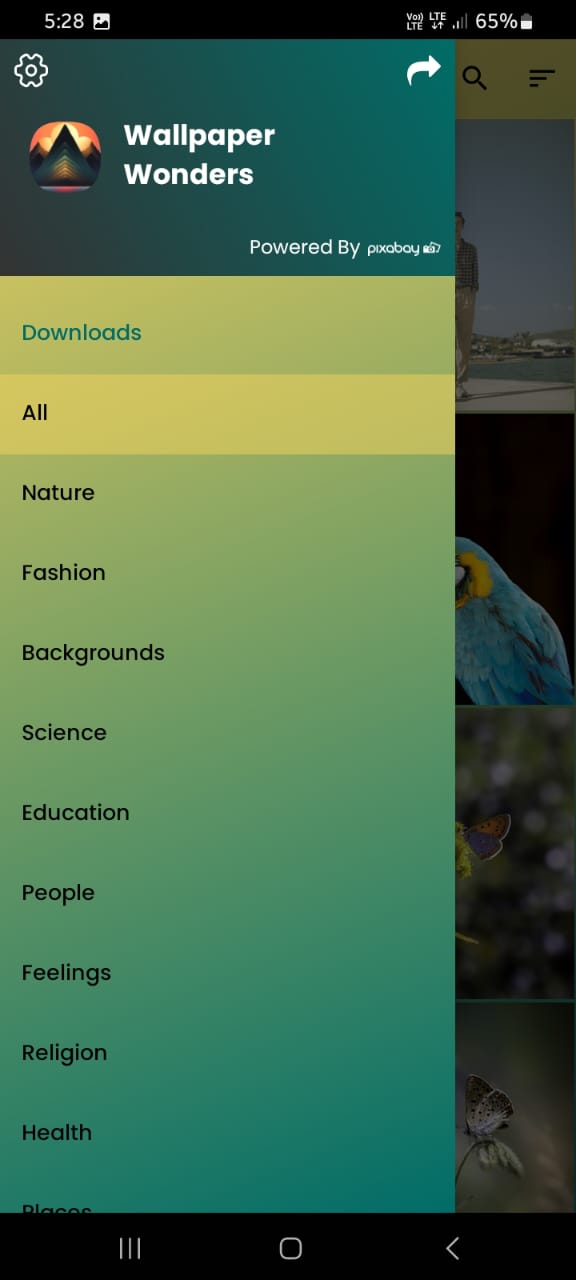 5:28
Vo)) LTE
LTE
65%
Wallpaper
Wonders
Powered By pixabay
Downloads
All
Nature
Fashion
Backgrounds
Science
Education
People
Feelings
Religion
Health
Places